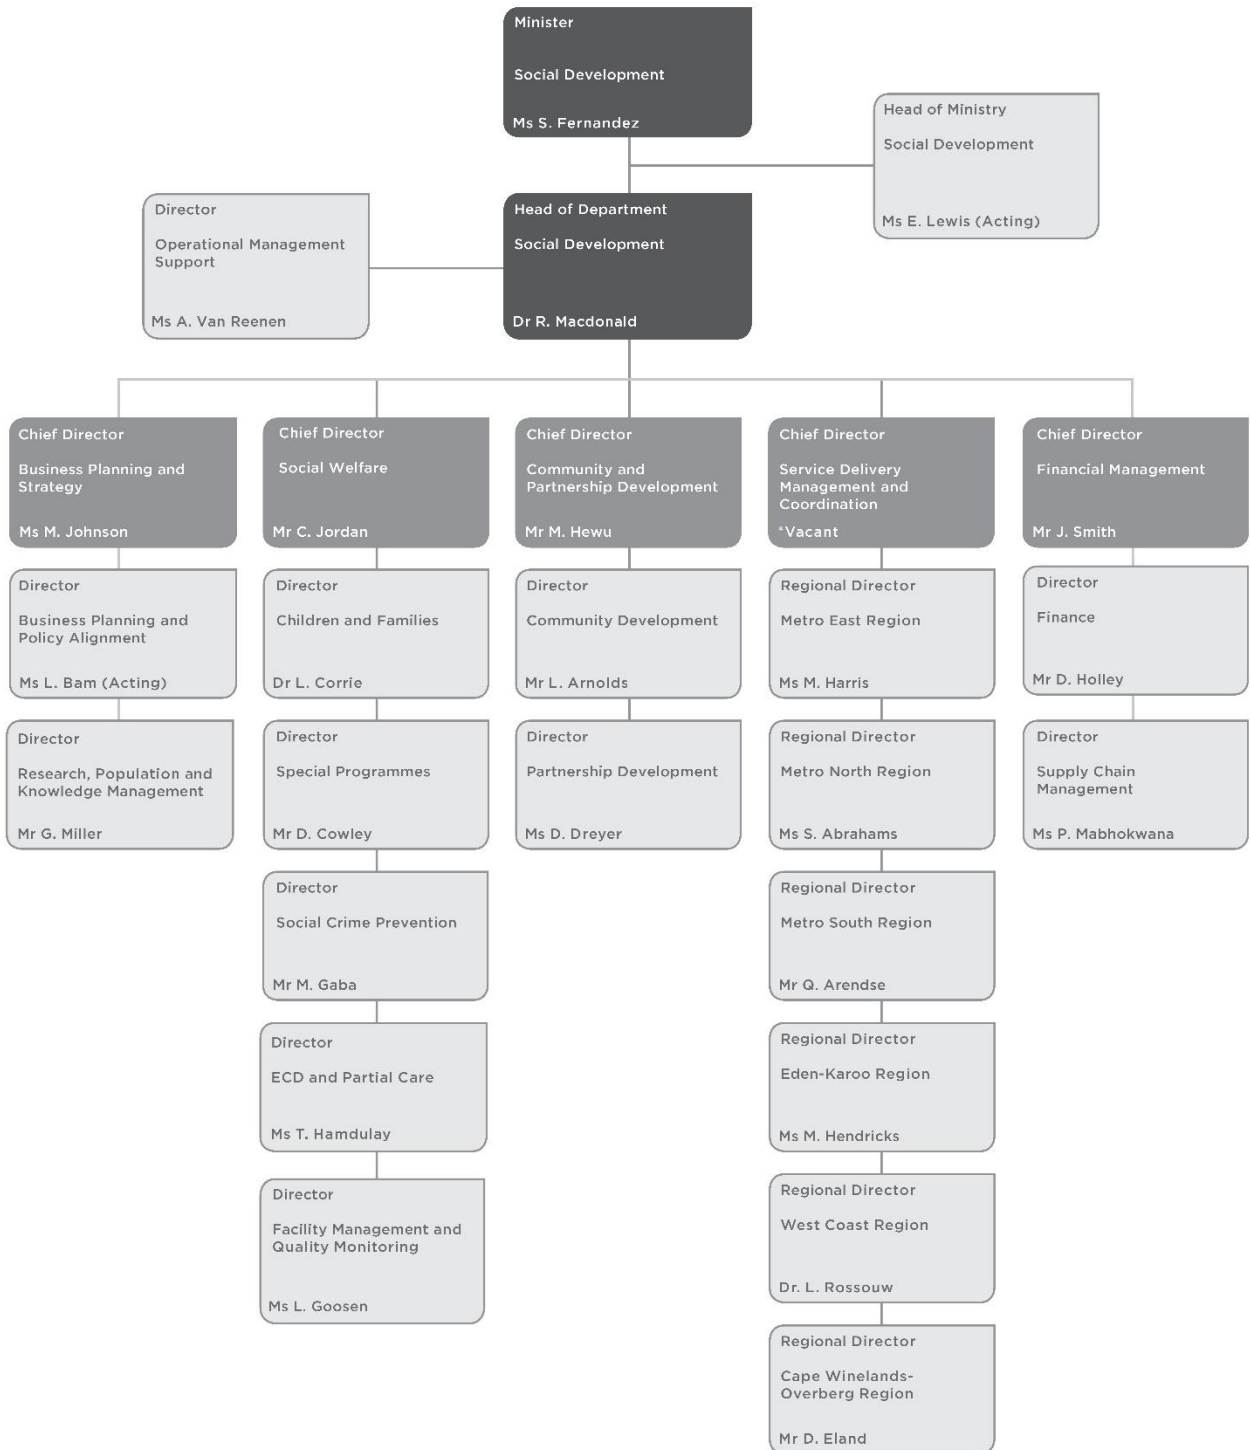 Minister
Social Development
Ms S. Fernandez
Head of Ministry
Social Development
Ms E. Lewis (Acting)
Director
Operational Management
Support
Ms A. Van Reenen
Head of Department
Social Development
Dr R. Macdonald
Chief Director
Business Planning and
Strategy
Ms M. Johnson
Director
Business Planning and
Policy Alignment
Ms L. Bam (Acting)
Director
Research, Population and
Knowledge Management
Mr G. Miller
Chief Director
Social Welfare
Mr C. Jordan
Director
Children and Families
Dr L. Corrie
Director
Special Programmes
Mr D. Cowley
Director
Social Crime Prevention
Mr M. Gaba
Director
ECD and Partial Care
Ms T. Hamdulay
Director
Facility Management and
Quality Monitoring
Ms L. Goosen
Chief Director
Community and
Partnership Development
Mr M. Hewu
Director
Community Development
Mr L. Arnolds
Director
Partnership Development
Ms D. Dreyer
Chief Director
Service Delivery
Management and
Coordination
*Vacant
Regional Director
Metro East Region
Ms M. Harris
Regional Director
Metro North Region
Ms S. Abrahams
Regional Director
Metro South Region
Mr Q. Arendse
Regional Director
Eden-Karoo Region
Ms M. Hendricks
Regional Director
West Coast Region
Dr. L. Rossouw
Regional Director
Cape Winelands-
Overberg Region
Mr D. Eland
Chief Director
Financial Management
Mr J. Smith
Director
Finance
Mr D. Holley
Director
Supply Chain
Management
Ms P. Mabhokwana